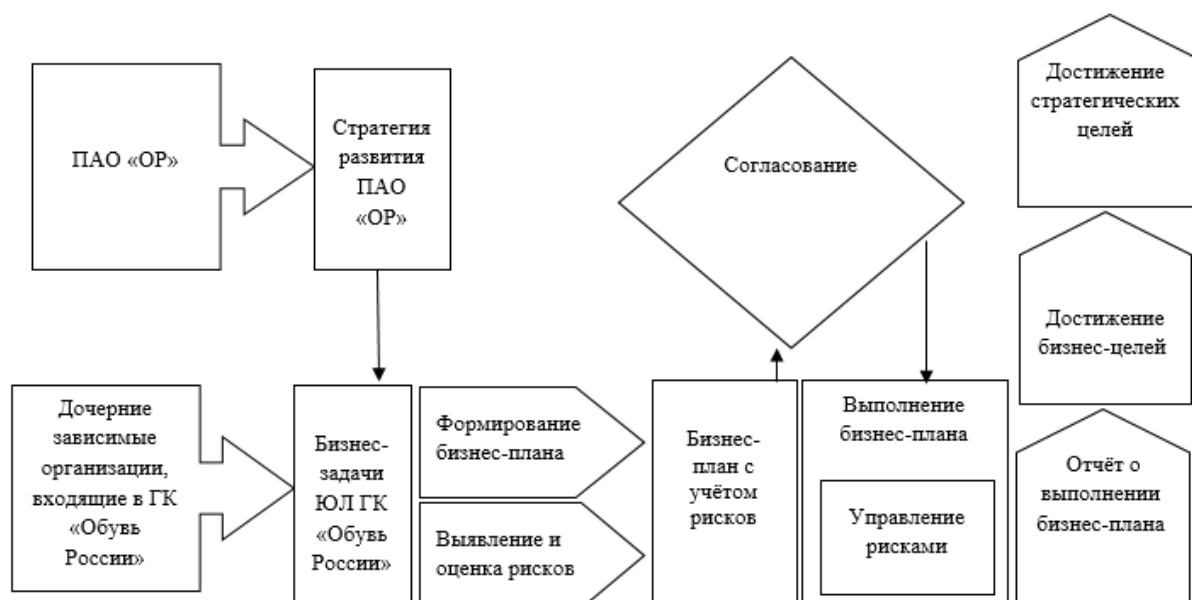 ПАО «ОР»
Стратегия
развития
ПАО
«ОР»
Согласование
Достижение
стратегических
целей
Дочерние
зависимые
организации,
входящие в ГК
«Обувь
России»
Бизнес-
задачи
ЮЛ ГК
«Обувь
России»
Формирование
бизнес-плана
Выявление и
оценка рисков
Бизнес-
план с
учётом
рисков
Выполнение
бизнес-плана
Управление
рисками
Достижение
бизнес-целей
Отчёт о
выполнении
бизнес-плана